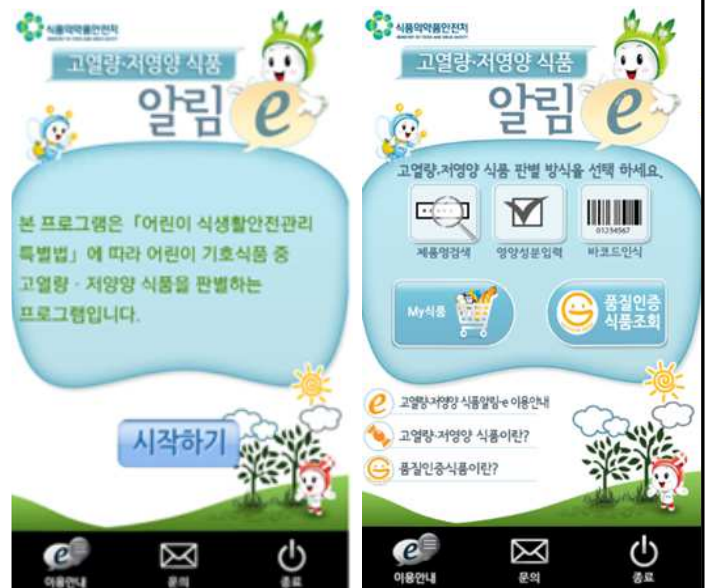 식품의약품안전처
고열량·저영양 식품
알림 e
본 프로그램은 「어린이 식생활안전관리
특별법」에 따라 어린이 기호식품 중
고열량 · 저양양 식품을 판별하는
프로그램입니다.
시작하기
e
이용안내
문의
종료
식품의약품안전처
MINISTRY OF FOOD AND DRUG SAFETY
고열량·저영양 식품
알림 e
고열량·저영양 식품 판별 방식을 선택 하세요.
01234567
제품명검색
영양성분입력
바코드인식
My식품
품질인증
식품조회
e 고열량·저영양 식품알림-e 이용안내
고열량·저영양 식품이란?
품질인증식품이란?
e
이용안내
문의
종료